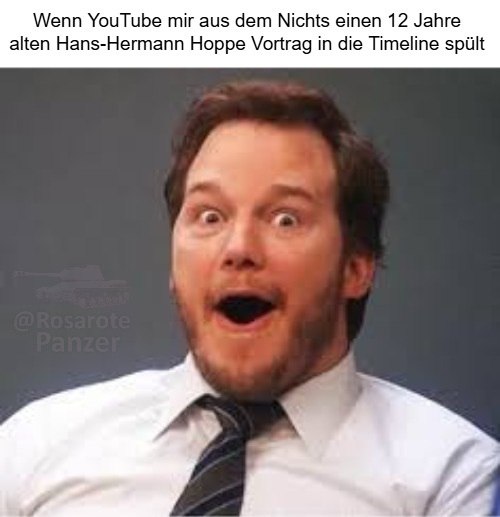 Wenn YouTube mir aus dem Nichts einen 12 Jahre
alten Hans-Hermann Hoppe Vortrag in die Timeline spült
@Rosarote
Panzer